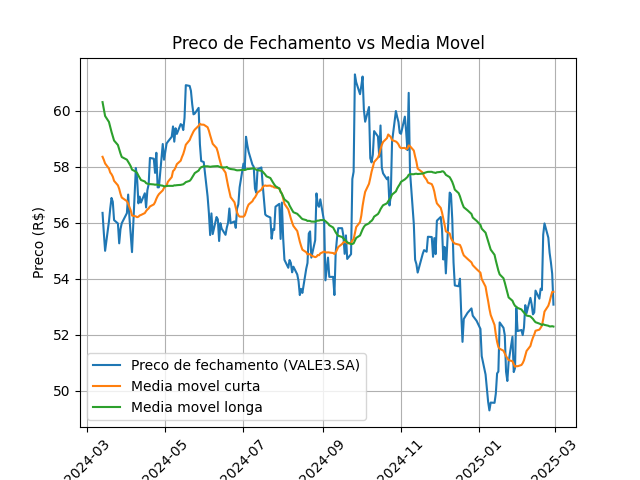 Preco de Fechamento vs Media Movel
Preço (R$)
60
58
56
54
52
50
Preco de fechamento (VALE3.SA)
Media movel curta
Media movel longa
2024-03
2024-05
2024-07
2024-09
2024-11
2025-01
2025-03